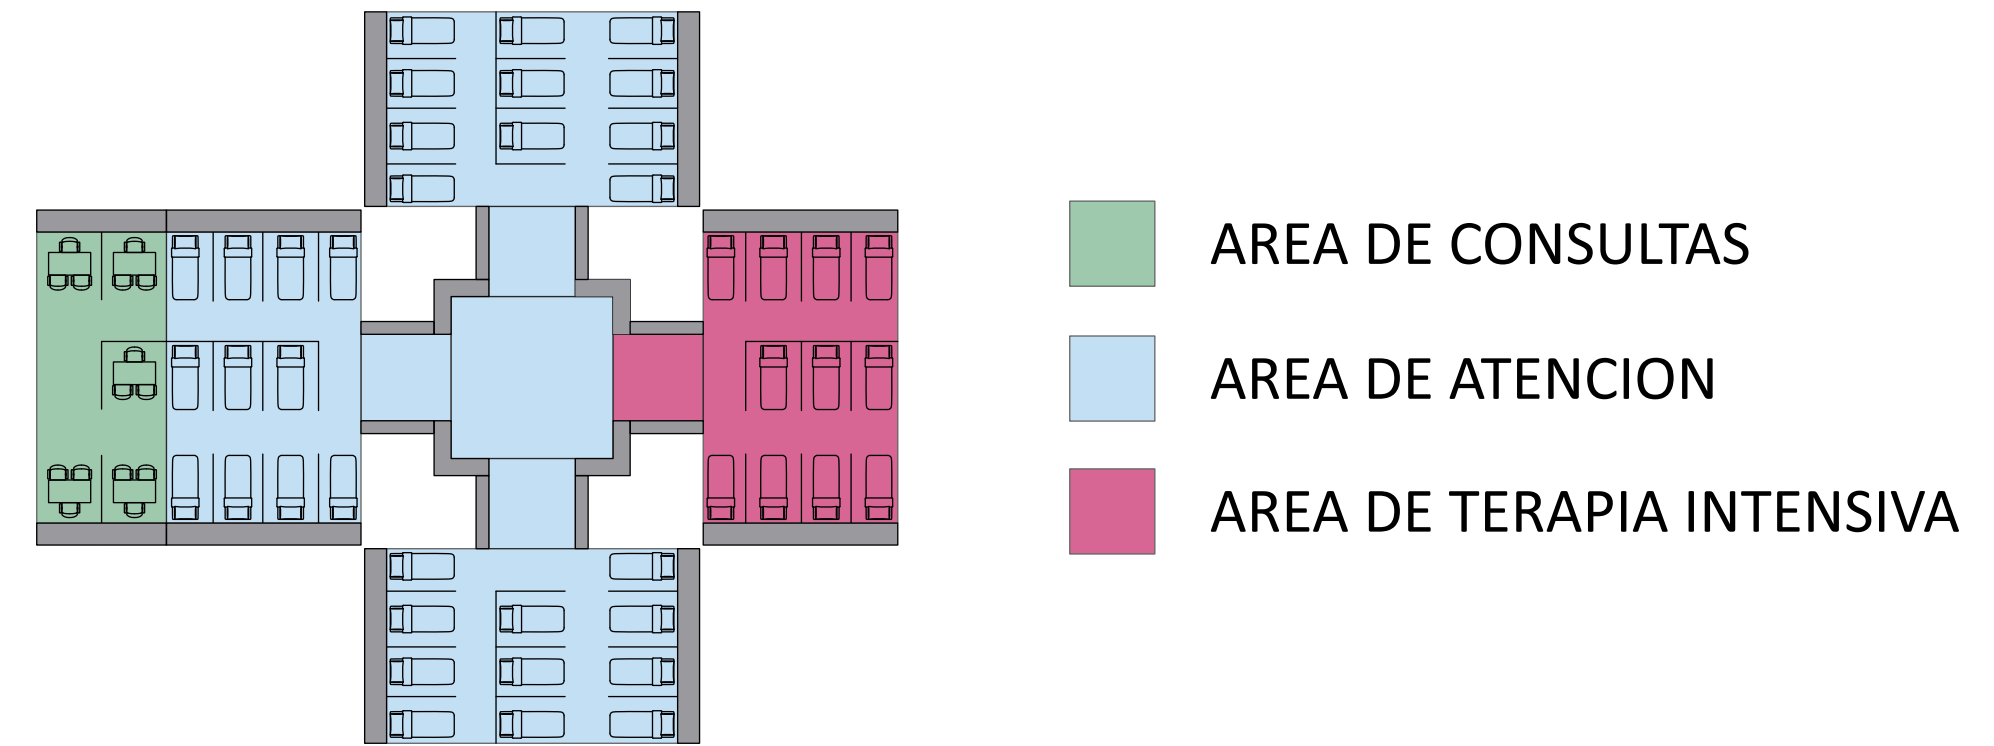 AREA DE CONSULTAS
AREA DE ATENCION
AREA DE TERAPIA INTENSIVA